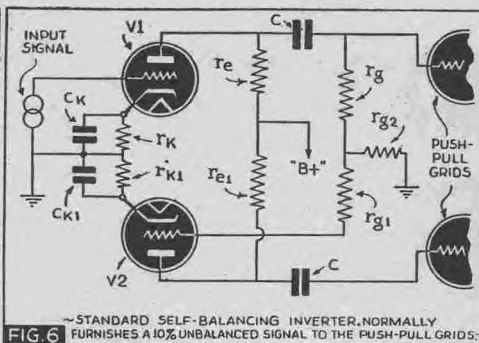 INPUT
SIGNAL
V1
C
CK
re
rg
rg2
rK
"B+"
PUSH-
PULL
GRIDS
rK1
CK1
re1
rg1
V2
C
~STANDARD SELF-BALANCING INVERTER. NORMALLY
FIG.6 FURNISHES A 10% UNBALANCED SIGNAL TO THE PUSH-PULL GRIDS: